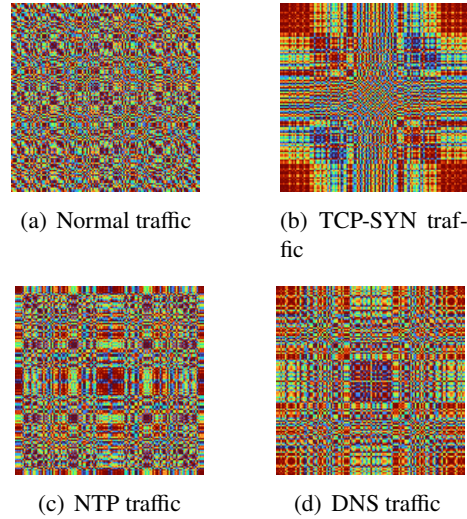 (a) Normal traffic
(b) TCP-SYN traf-
fic
(c) NTP traffic
(d) DNS traffic